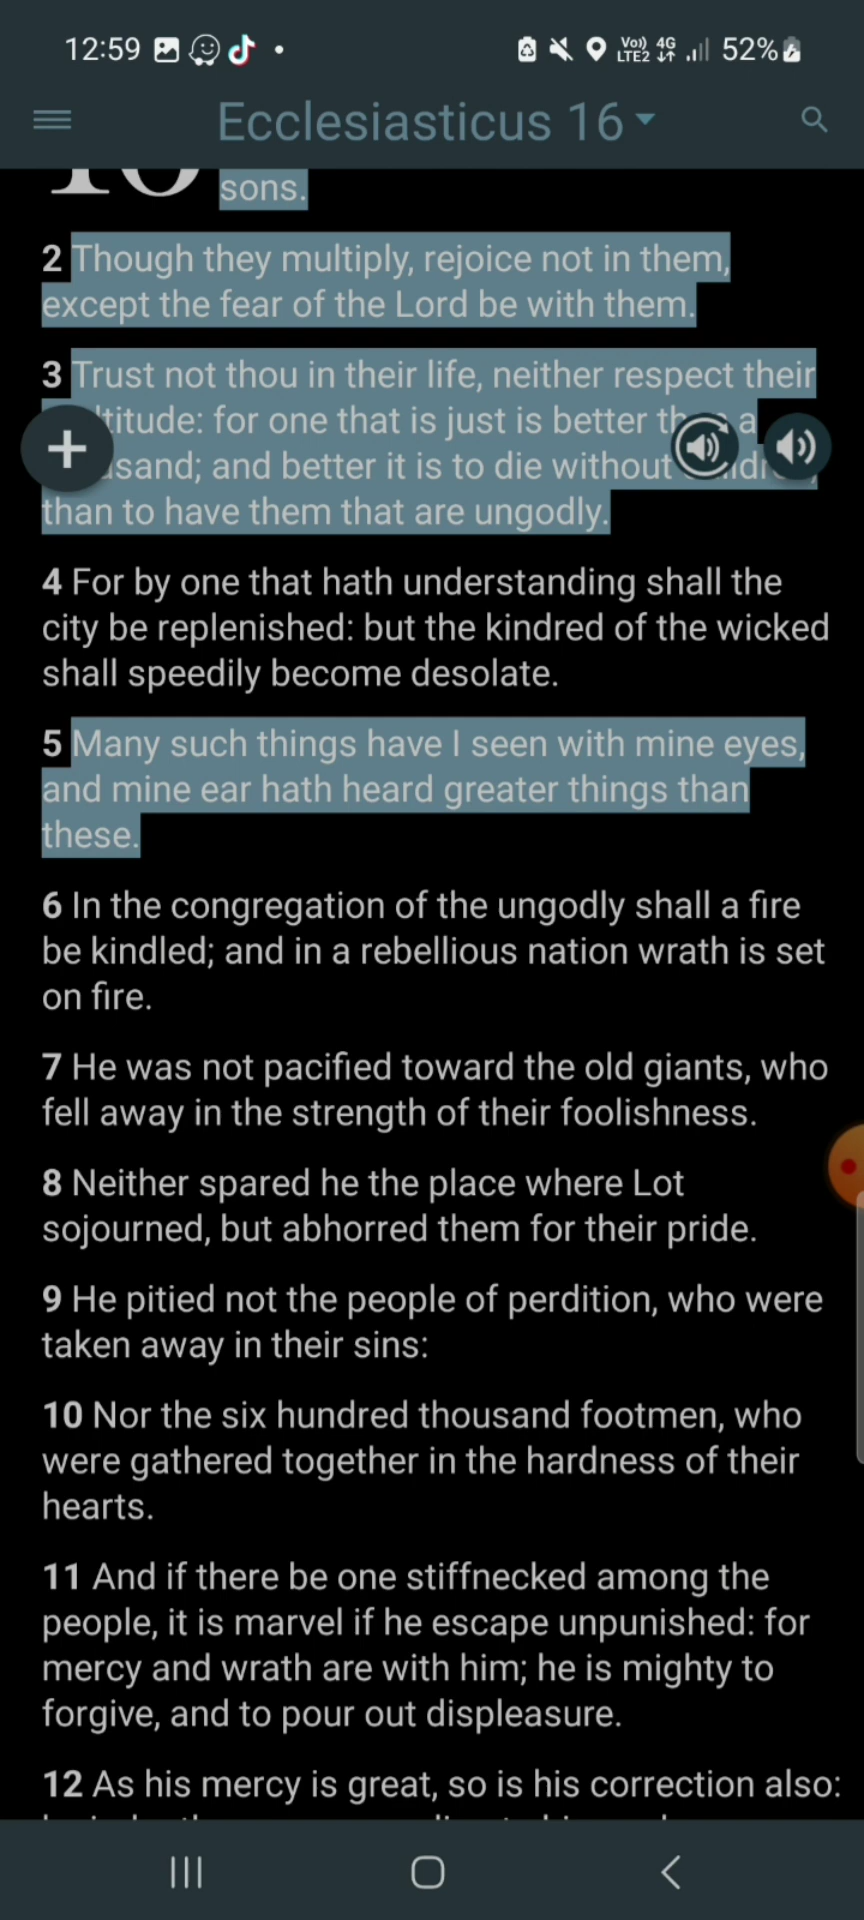 12:59
Vo)) 4G 52%
LTE2
Ecclesiasticus 16
16 sons.
2 Though they multiply, rejoice not in them,
except the fear of the Lord be with them.
3 Trust not thou in their life, neither respect their
titude: for one that is just is better a
sand; and better it is to die without
than to have them that are ungodly.
4 For by one that hath understanding shall the
city be replenished: but the kindred of the wicked
shall speedily become desolate.
5 Many such things have I seen with mine eyes,
and mine ear hath heard greater things than
these.
6 In the congregation of the ungodly shall a fire
be kindled; and in a rebellious nation wrath is set
on fire.
7 He was not pacified toward the old giants, who
fell away in the strength of their foolishness.
8 Neither spared he the place where Lot
sojourned, but abhorred them for their pride.
9 He pitied not the people of perdition, who were
taken away in their sins:
10 Nor the six hundred thousand footmen, who
were gathered together in the hardness of their
hearts.
11 And if there be one stiffnecked among the
people, it is marvel if he escape unpunished: for
mercy and wrath are with him; he is mighty to
forgive, and to pour out displeasure.
12 As his mercy is great, so is his correction also: